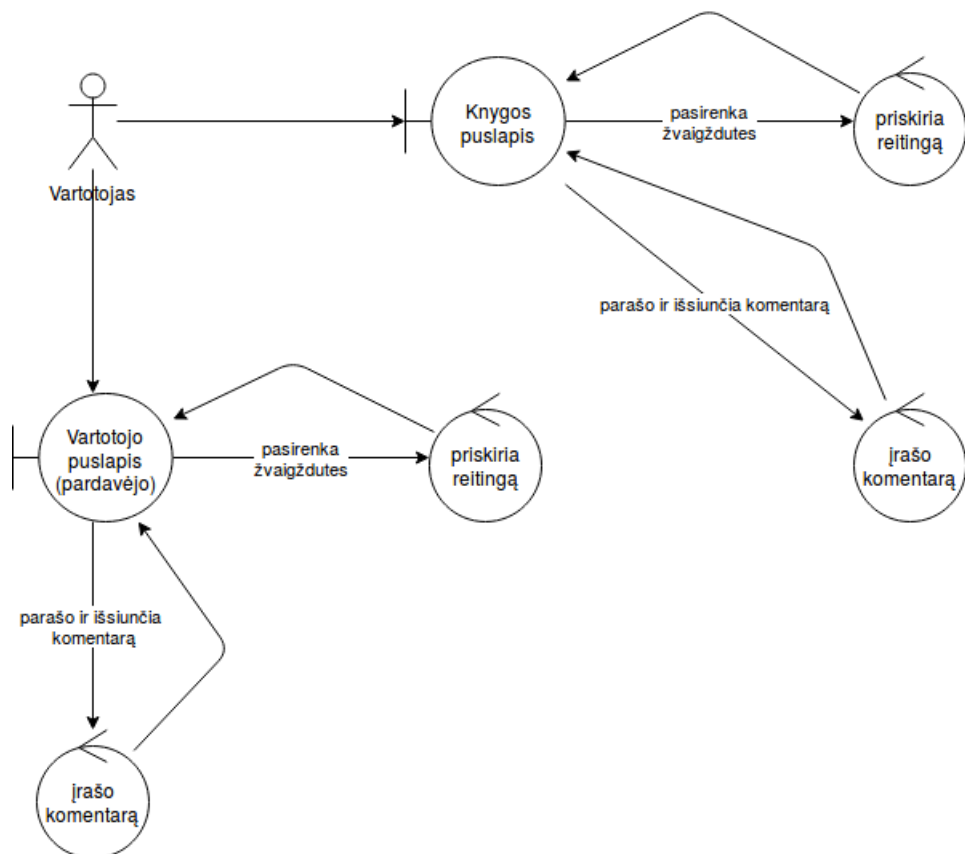 Vartotojas
Knygos
puslapis
pasirenka
žvaigždutes
priskiria
reitingą
parašo ir išsiunčia komentarą
įrašo
komentarą
Vartotojo
puslapis
(pardavėjo)
pasirenka
žvaigždutes
priskiria
reitingą
parašo ir išsiunčia
komentarą
įrašo
komentarą